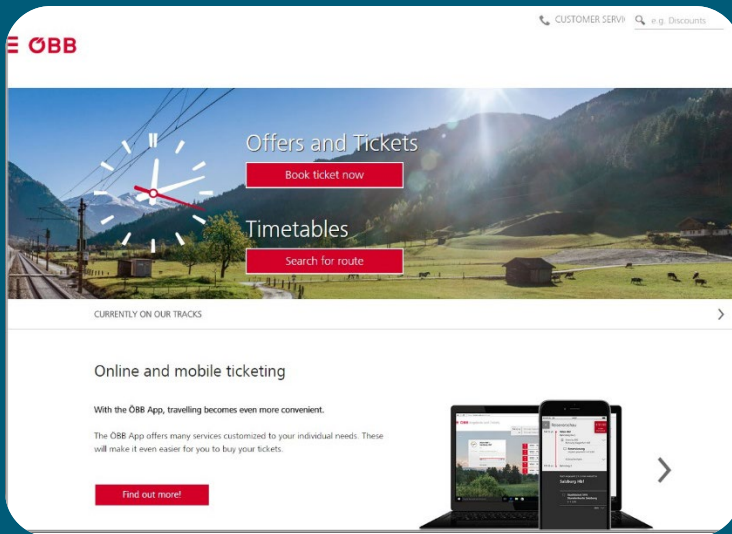 CUSTOMER SERVI
e.g. Discounts
ÖBB
Offers and Tickets
Book ticket now
Timetables
Search for route
CURRENTLY ON OUR TRACKS
Online and mobile ticketing
With the ÖBB App, travelling becomes even more convenient.
The ÖBB App offers many services customized to your individual needs. These
will make it even easier for you to buy your tickets.
Find out more!
Salzburg Hbf